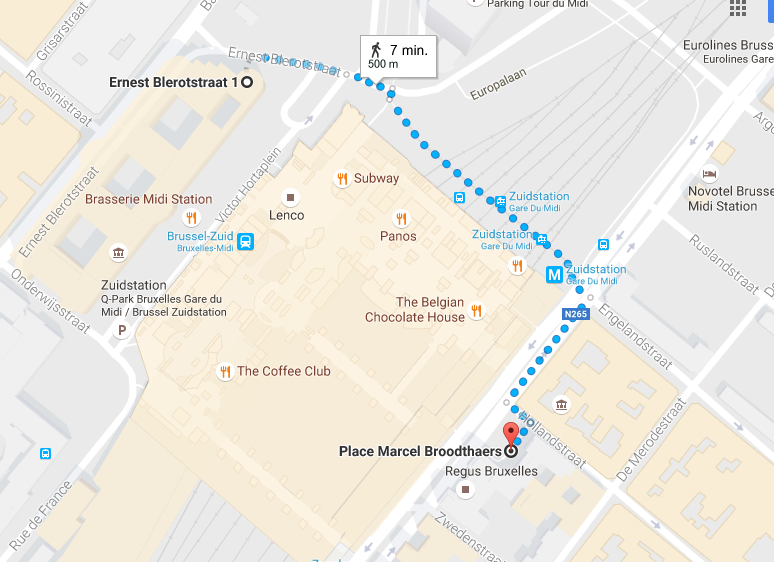 Parking Tour du Midi
Grisarstraat
Eurolines Bruss
Eurolines Gare
7 min.
500 m
Ernest Blerotstraat
Ernest Blerotstraat 1
Europalaan
Rossinistraat
Victor Hortaplein
Subway
Novotel Brusse
Midi Station
Brasserie Midi Station
Lenco
Zuidstation
Gare Du Midi
Ernest Blerotstraat
Panos
Brussel-Zuid
Bruxelles-Midi
Zuidstation
Gare Du Midi
Ruslandstraat
Zuidstation
Gare Du Midi
M
Onderwijsstraat
Zuidstation
Q-Park Bruxelles Gare du
Midi / Brussel Zuidstation
P
The Belgian
Chocolate House
N265
Engelandstraat
The Coffee Club
Hollandstraat
De Merodestraat
Place Marcel Broodthaers
Regus Bruxelles
Rue de France
Zwedenstraat